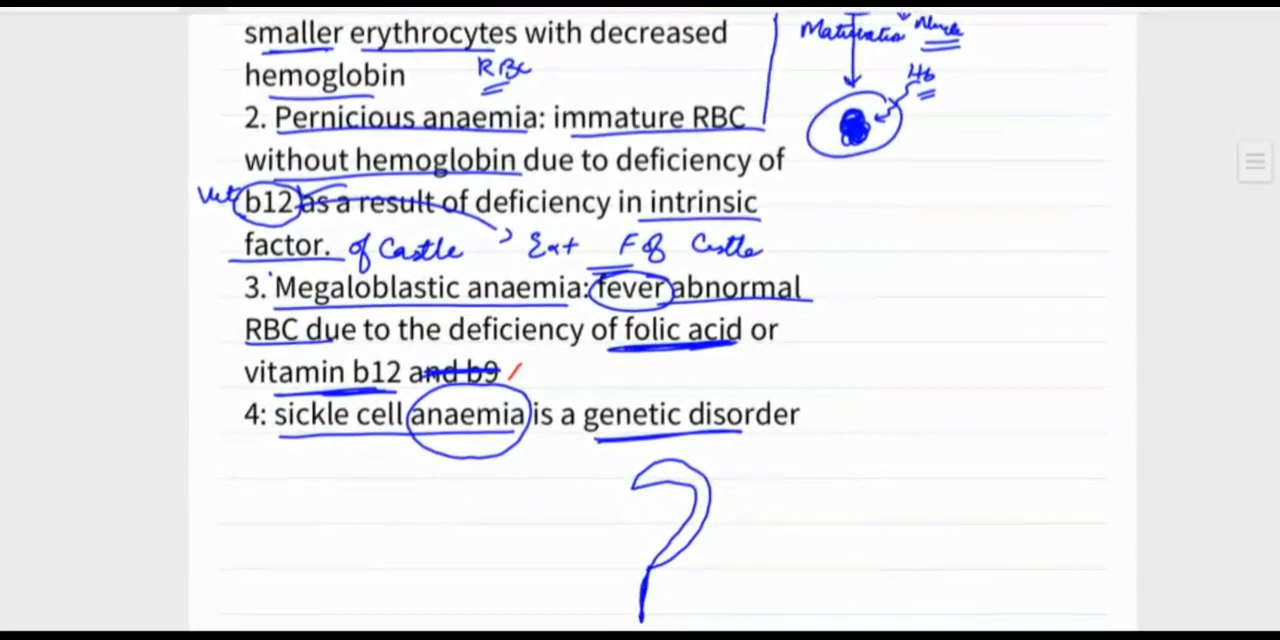 smaller erythrocytes with decreased
hemoglobin
RBC
2. Pernicious anaemia: immature RBC
without hemoglobin due to deficiency of
b12 as a result of deficiency in intrinsic
factor. of Castle Ext F of Castle
3. Megaloblastic anaemia: fever abnormal
RBC due to the deficiency of folic acid or
vitamin b12 and b9
4: sickle cell anaemia is a genetic disorder
?
Hb